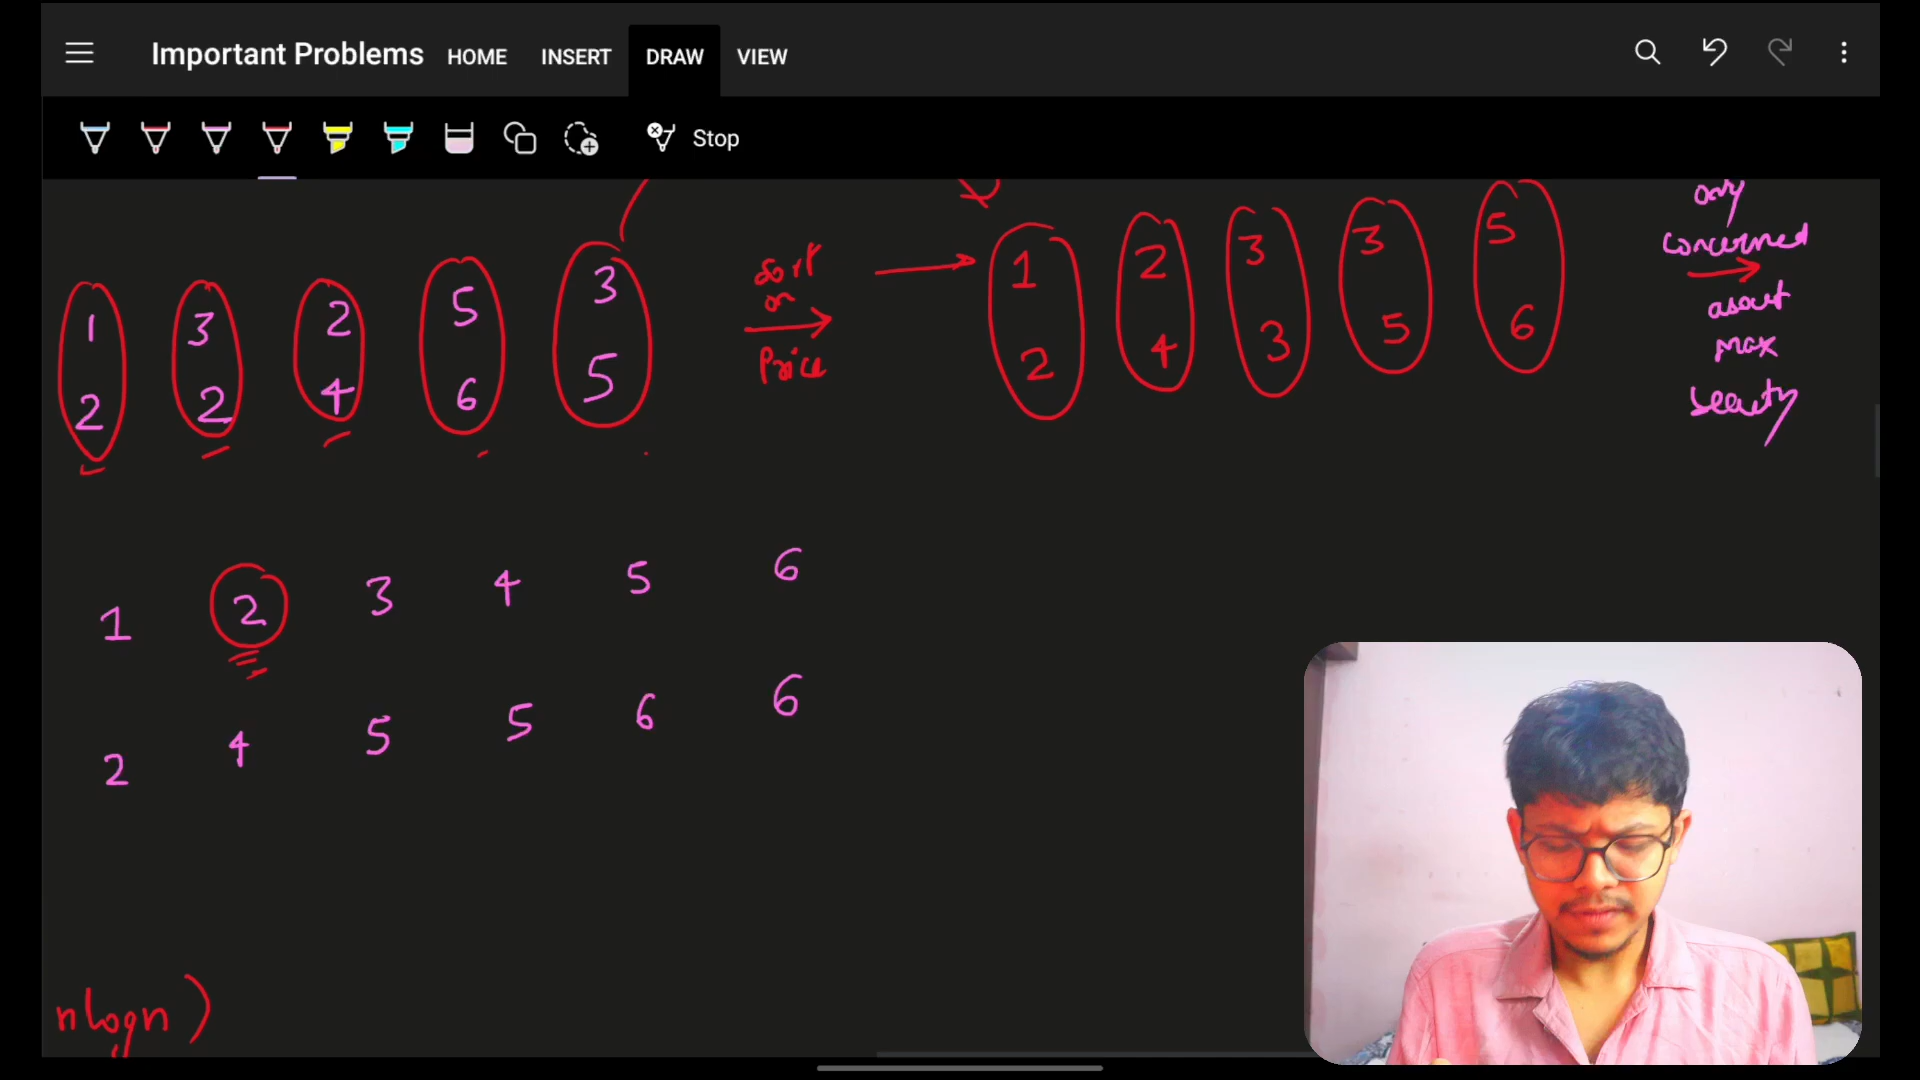 Important Problems HOME INSERT DRAW VIEW
Stop
only
concerned
about
max
beauty
1 3 2 5 3
2 2 4 6 5
Sort
on
Price
1 2 3 3 5
2 4 3 5 6
1 2 3 4 5 6
2 4 5 5 6 6
nlogn )